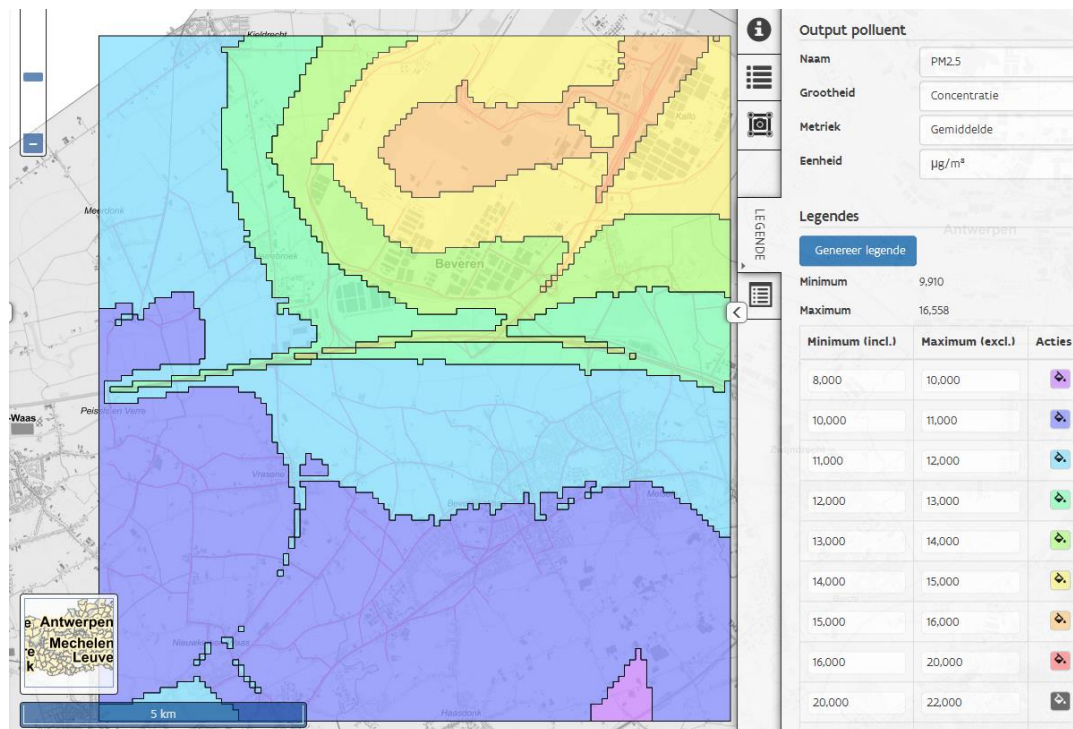 Kieldrecht
Kallo
Meerdonk
Beveren
-Waas
Vrasene
Haasdonk
5 km
e Antwerpen
Mechelen
e Leuve
k
LEGENDE
Output polluent
Naam PM2.5
Grootheid Concentratie
Metriek Gemiddelde
Eenheid µg/m³
Legendes
Antwerpen
Genereer legende
Minimum 9,910
Maximum 16,558
Minimum (incl.) Maximum (excl.) Acties
8,000 10,000
10,000 11,000
11,000 12,000
12,000 13,000
13,000 14,000
14,000 15,000
15,000 16,000
16,000 20,000
20,000 22,000